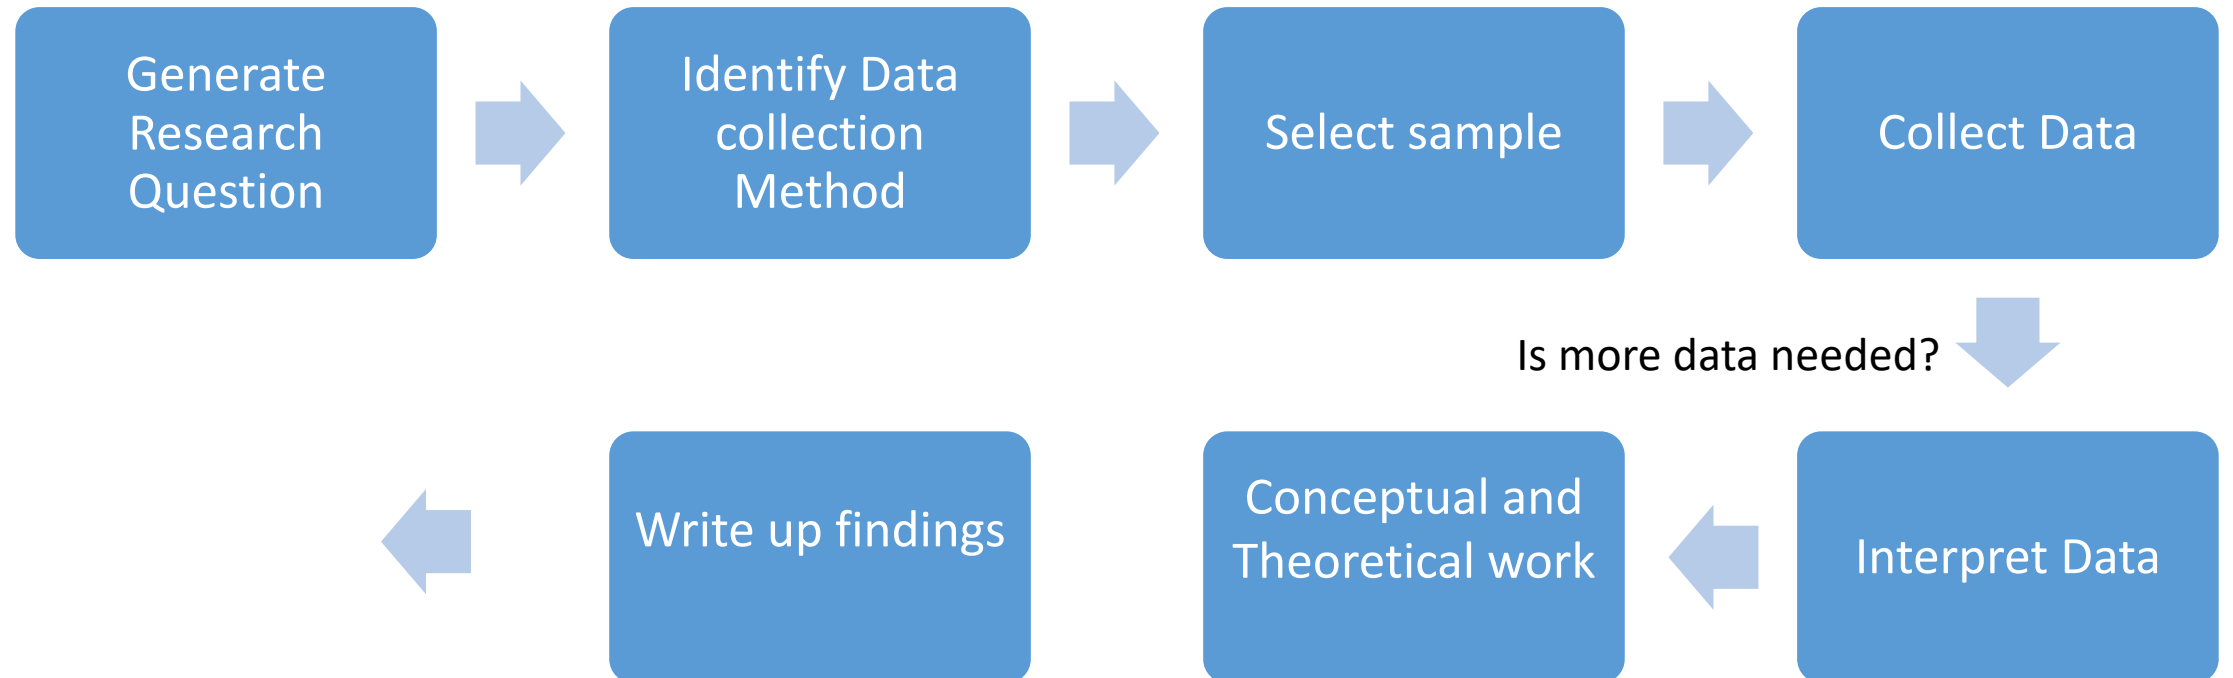 Generate
Research
Question
Identify Data
collection
Method
Select sample
Collect Data
Is more data needed?
Write up findings
Conceptual and
Theoretical work
Interpret Data